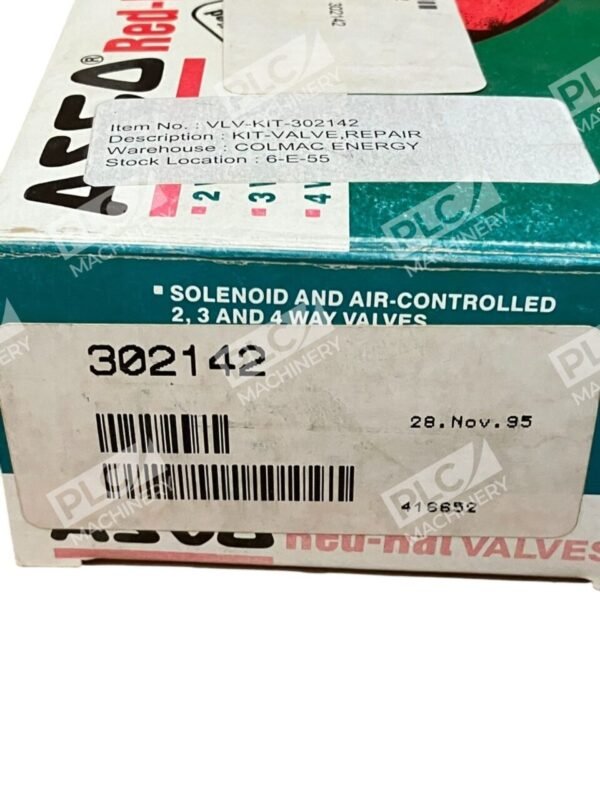 302142
ASCO® Red-
Item No. : VLV-KIT-302142
Description : KIT-VALVE,REPAIR
Warehouse : COLMAC ENERGY
Stock Location : 6-E-55
2
3
4
SOLENOID AND AIR-CONTROLLED
2, 3 AND 4 WAY VALVES
302142
28.Nov.95
416652
ASCO Red-Hat VALVES
PLC MACHINERY